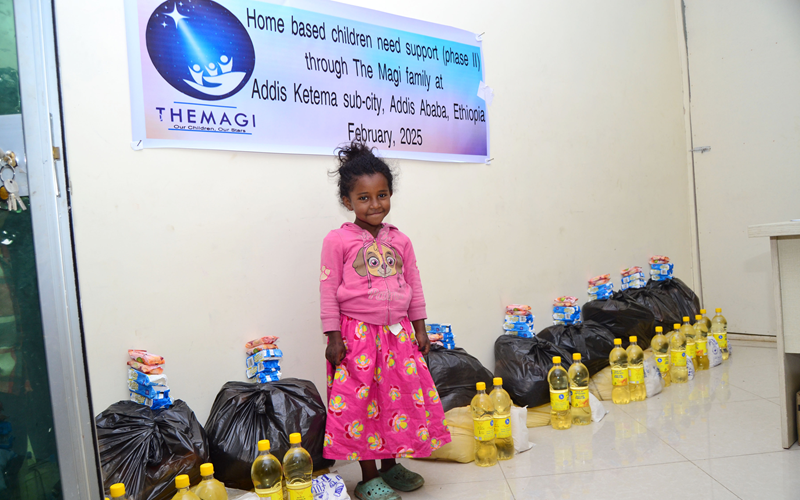 Home based children need support (phase II)
through The Magi family at
Addis Ketema sub-city, Addis Ababa, Ethiopia
February, 2025
THEMAGI
Our Children, Our Stars